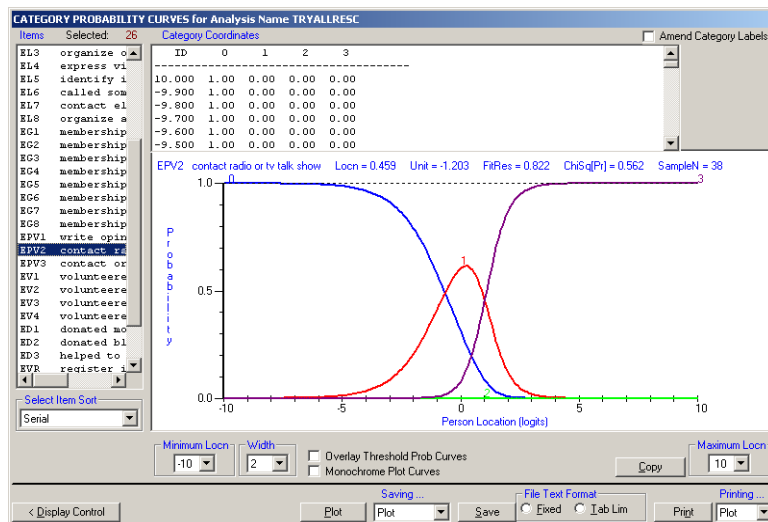 CATEGORY PROBABILITY CURVES for Analysis Name TRYALLRESC
Items Selected: 26 Category Coordinates
Amend Category Labels
EL3 organize o
EL4 express vi
EL5 identify i
EL6 called som
EL7 contact el
EL8 organize a
EG1 membership
EG2 membership
EG3 membership
EG4 membership
EG5 membership
EG6 membership
EG7 membership
EG8 membership
EPV1 write opin
EPV2 contact ra
EPV3 contact or
EV1 volunteere
EV2 volunteere
EV3 volunteere
EV4 volunteere
ED1 donated mo
ED2 donated bl
ED3 helped to
EVR register i
ID 0 1 2 3
10.000 1.00 0.00 0.00 0.00
-9.900 1.00 0.00 0.00 0.00
-9.800 1.00 0.00 0.00 0.00
-9.700 1.00 0.00 0.00 0.00
-9.600 1.00 0.00 0.00 0.00
-9.500 1.00 0.00 0.00 0.00
EPV2 contact radio or tv talk show Locn = 0.459 Unit = -1.203 FitRes = 0.822 ChiSq[Pr] = 0.562 SampleN = 38
1.0
0
3
Probability
1
0.5
2
0.0
-10 -5 0 5 10
Person Location (logits)
Select Item Sort
Serial
Minimum Locn
-10
Width
2
Overlay Threshold Prob Curves
Monochrome Plot Curves
Copy
Maximum Locn
10
< Display Control
Plot
Saving ...
Plot
Save
File Text Format
Fixed Tab Lim
Print
Printing ...
Plot